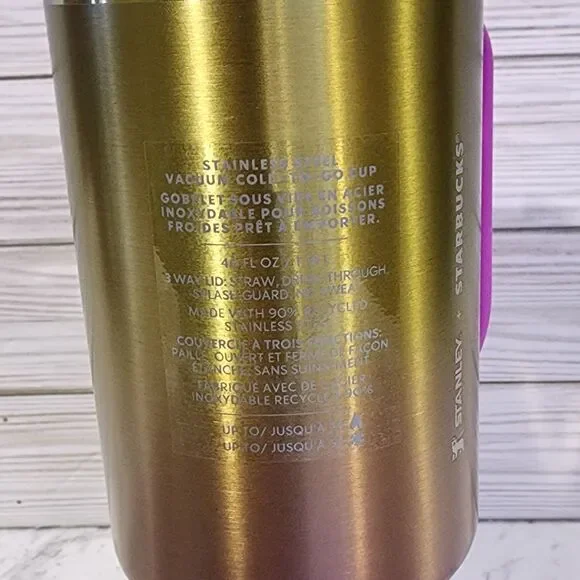 STAINLESS STEEL
VACUUM COLD TO-GO CUP
GOBELET SOUS VIDE EN ACIER
INOXYDABLE POUR BOISSONS
FROIDES PRÊT À EMPORTER.
40 FL OZ
3 WAY LID: STRAW, DRINK THROUGH,
SPLASH GUARD, NO SWEAT
MADE WITH 90% RECYCLED
STAINLESS STEEL
COUVERCLE À TROIS FONCTIONS:
PAILLE, OUVERT ET FERMÉ DE FAÇON
ÉTANCHE; SANS SUINTEMENT
FABRIQUÉ AVEC DE L'ACIER
INOXYDABLE RECYCLÉ 90%
UP TO/ JUSQU'À
UP TO/ JUSQU'À
STANLEY + STARBUCKS